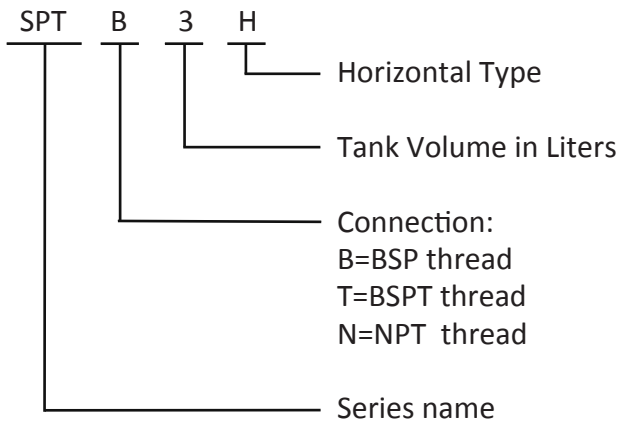 SPT B 3 H
Horizontal Type
Tank Volume in Liters
Connection:
B=BSP thread
T=BSPT thread
N=NPT thread
Series name